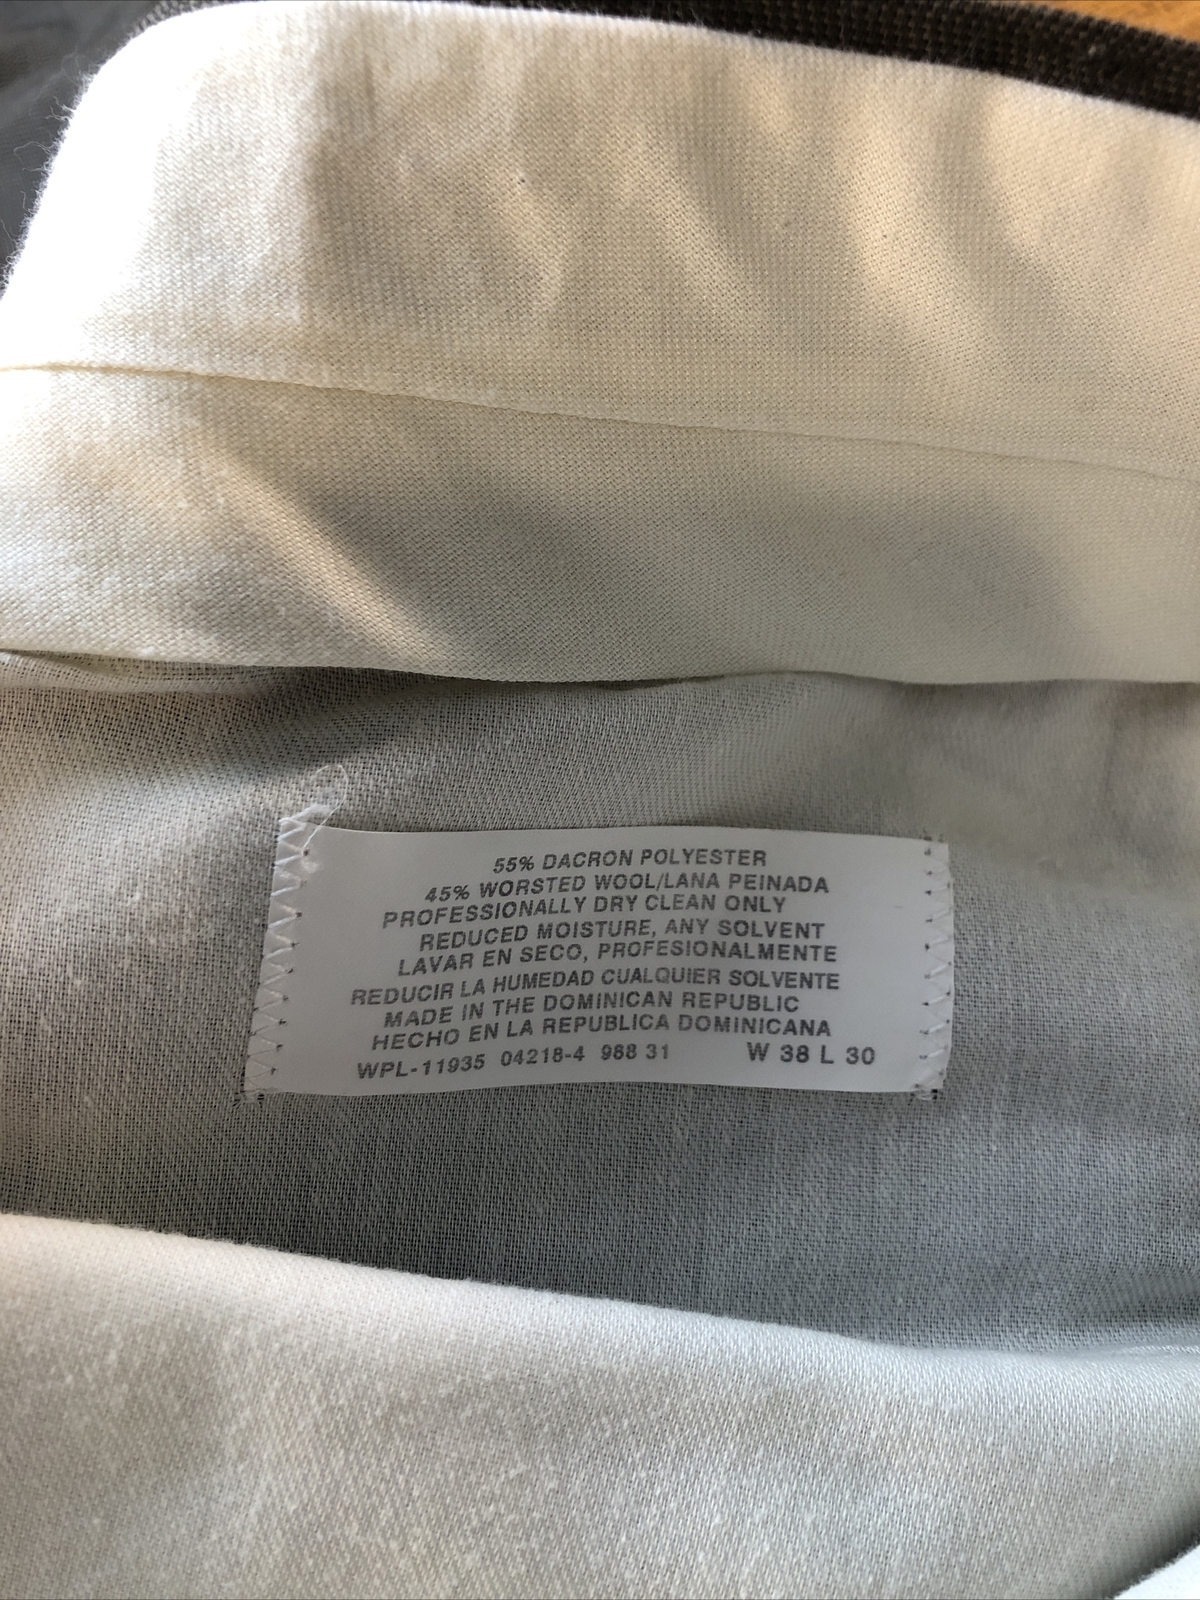 55% DACRON POLYESTER
45% WORSTED WOOL/LANA PEINADA
PROFESSIONALLY DRY CLEAN ONLY
REDUCED MOISTURE, ANY SOLVENT
LAVAR EN SECO, PROFESIONALMENTE
REDUCIR LA HUMEDAD CUALQUIER SOLVENTE
MADE IN THE DOMINICAN REPUBLIC
HECHO EN LA REPUBLICA DOMINICANA
WPL-11935 04218-4 988 31 W 38 L 30